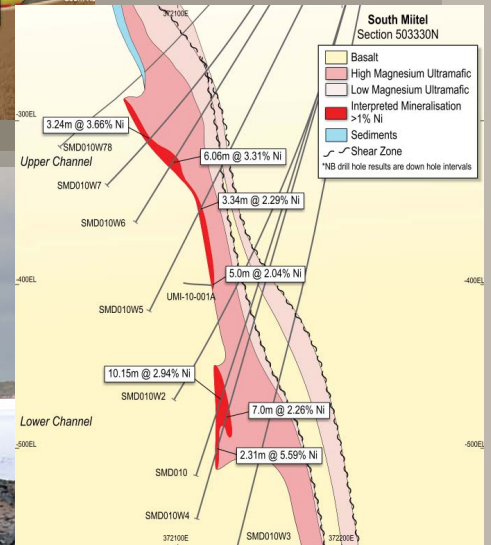 372100E
South Miitel
Section 503330N
Basalt
High Magnesium Ultramafic
Low Magnesium Ultramafic
Interpreted Mineralisation
>1% Ni
Sediments
Shear Zone
*NB drill hole results are down hole intervals
-300EL
3.24m @ 3.66% Ni
SMD010W78
Upper Channel
6.06m @ 3.31% Ni
SMD010W7
3.34m @ 2.29% Ni
SMD010W6
5.0m @ 2.04% Ni
-400EL
-400EL
UMI-10-001A
SMD010W5
10.15m @ 2.94% Ni
SMD010W2
7.0m @ 2.26% Ni
Lower Channel
-500EL
-500EL
2.31m @ 5.59% Ni
SMD010
SMD010W4
SMD010W3
372100E
372200E